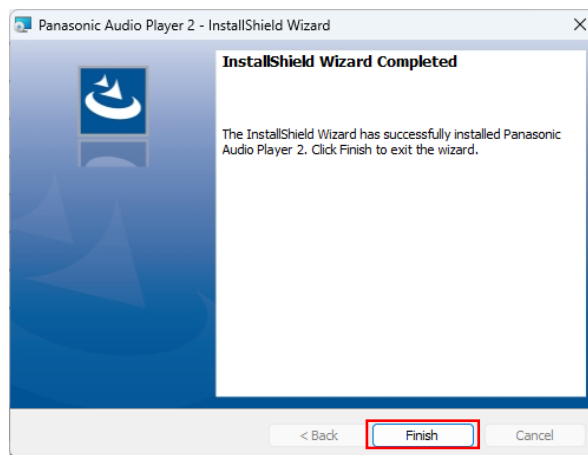 Panasonic Audio Player 2 - InstallShield Wizard
InstallShield Wizard Completed
The InstallShield Wizard has successfully installed Panasonic
Audio Player 2. Click Finish to exit the wizard.
< Back
Finish
Cancel